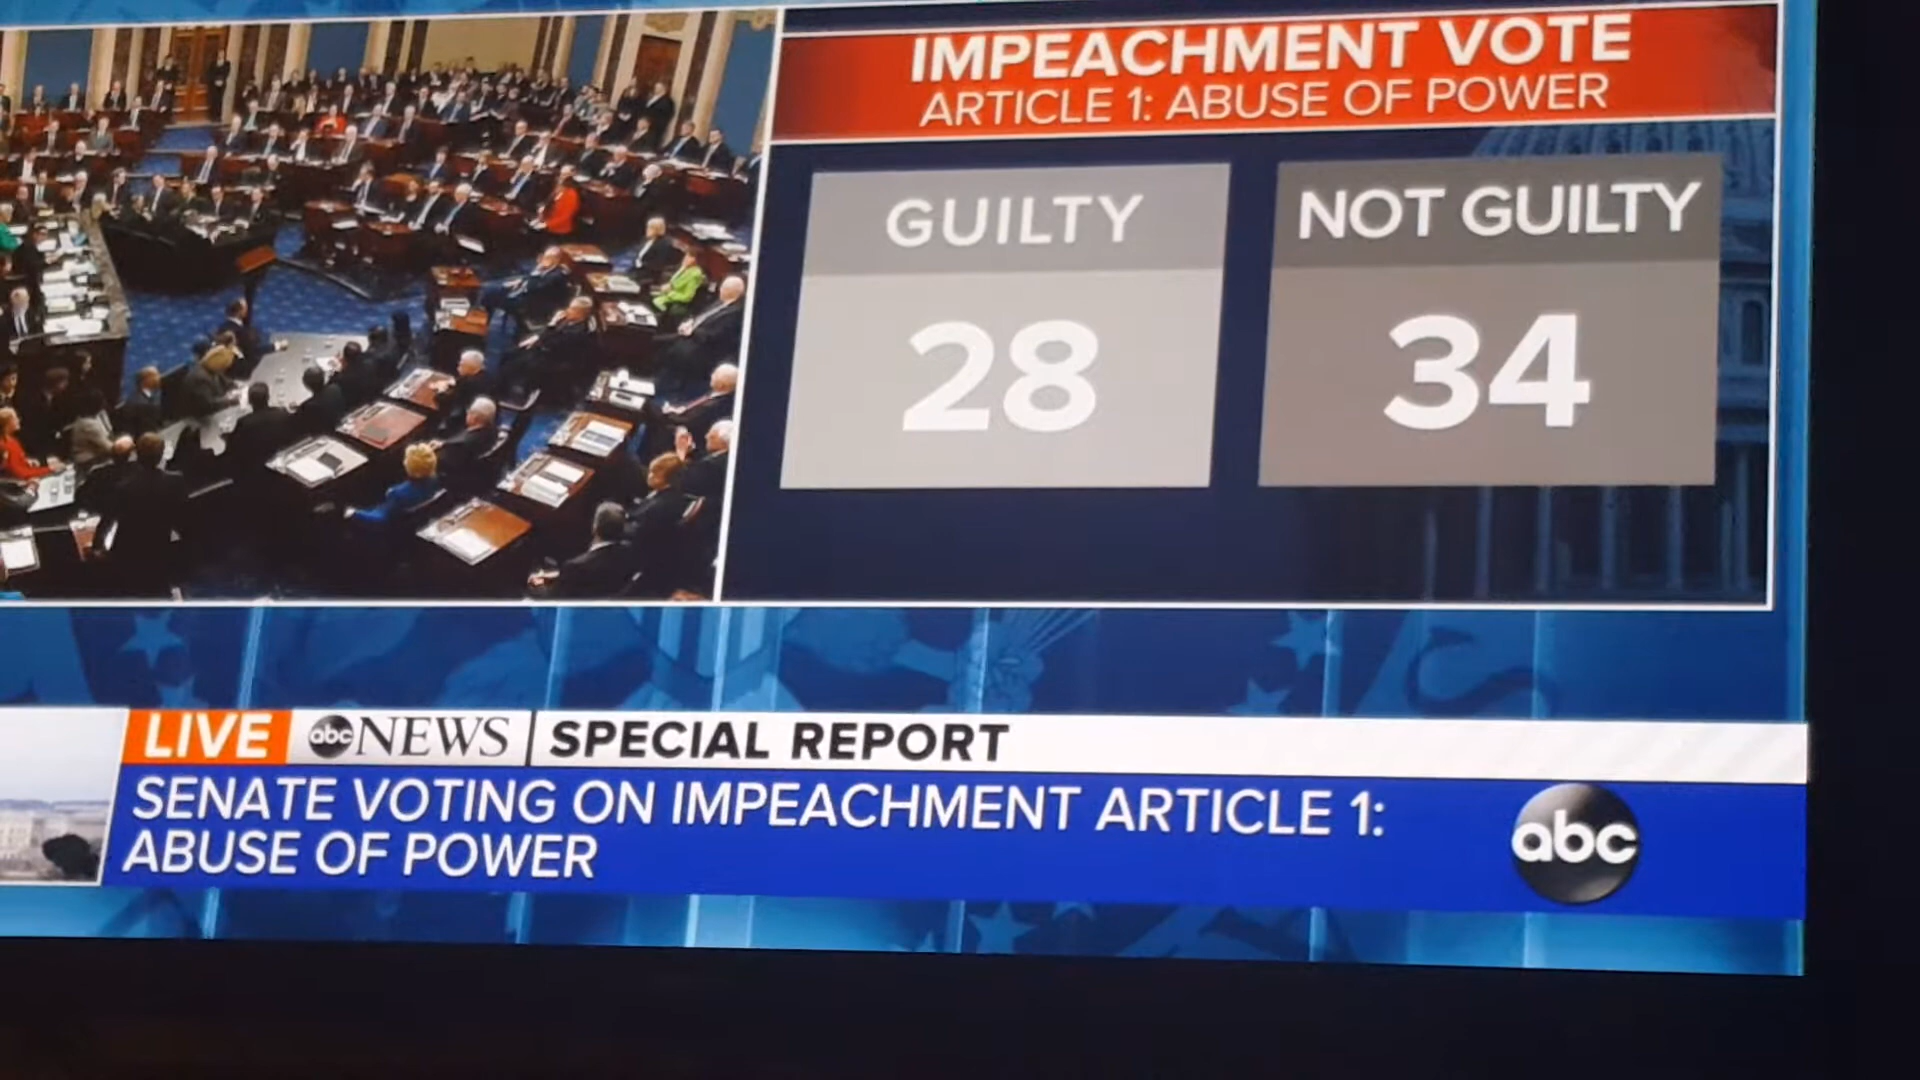 IMPEACHMENT VOTE
ARTICLE 1: ABUSE OF POWER
GUILTY
NOT GUILTY
28
34
LIVE abc NEWS SPECIAL REPORT
SENATE VOTING ON IMPEACHMENT ARTICLE 1:
ABUSE OF POWER
abc